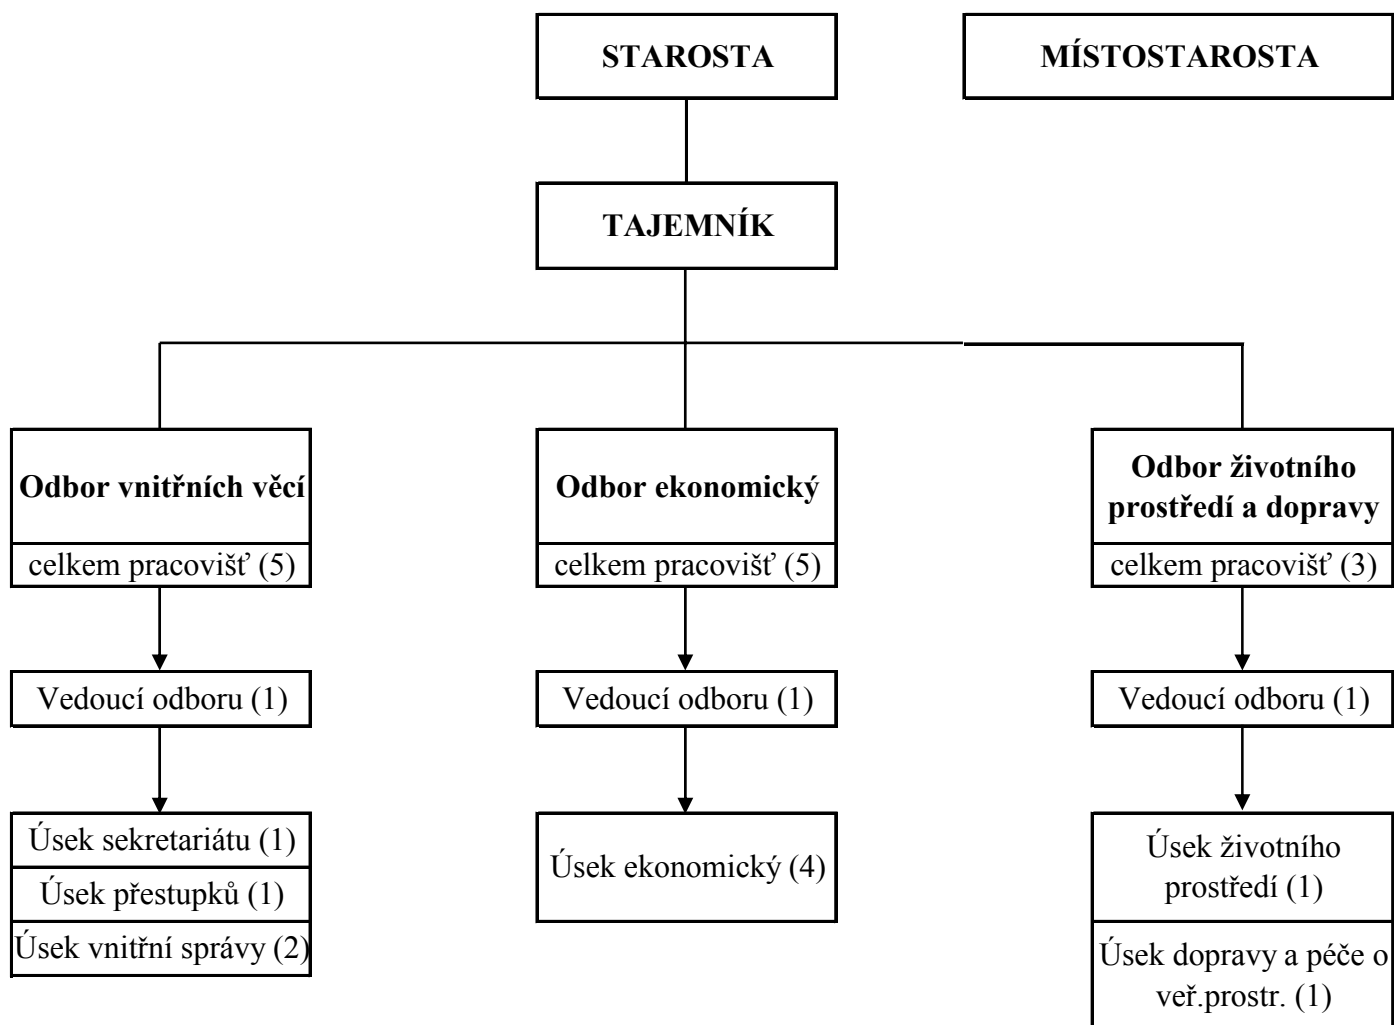 STAROSTA
MÍSTOSTAROSTA
TAJEMNÍK
Odbor vnitřních věcí
celkem pracovišť (5)
Odbor ekonomický
celkem pracovišť (5)
Odbor životního
prostředí a dopravy
celkem pracovišť (3)
Vedoucí odboru (1)
Vedoucí odboru (1)
Vedoucí odboru (1)
Úsek sekretariátu (1)
Úsek přestupků (1)
Úsek vnitřní správy (2)
Úsek ekonomický (4)
Úsek životního
prostředí (1)
Úsek dopravy a péče o
veř.prostr. (1)